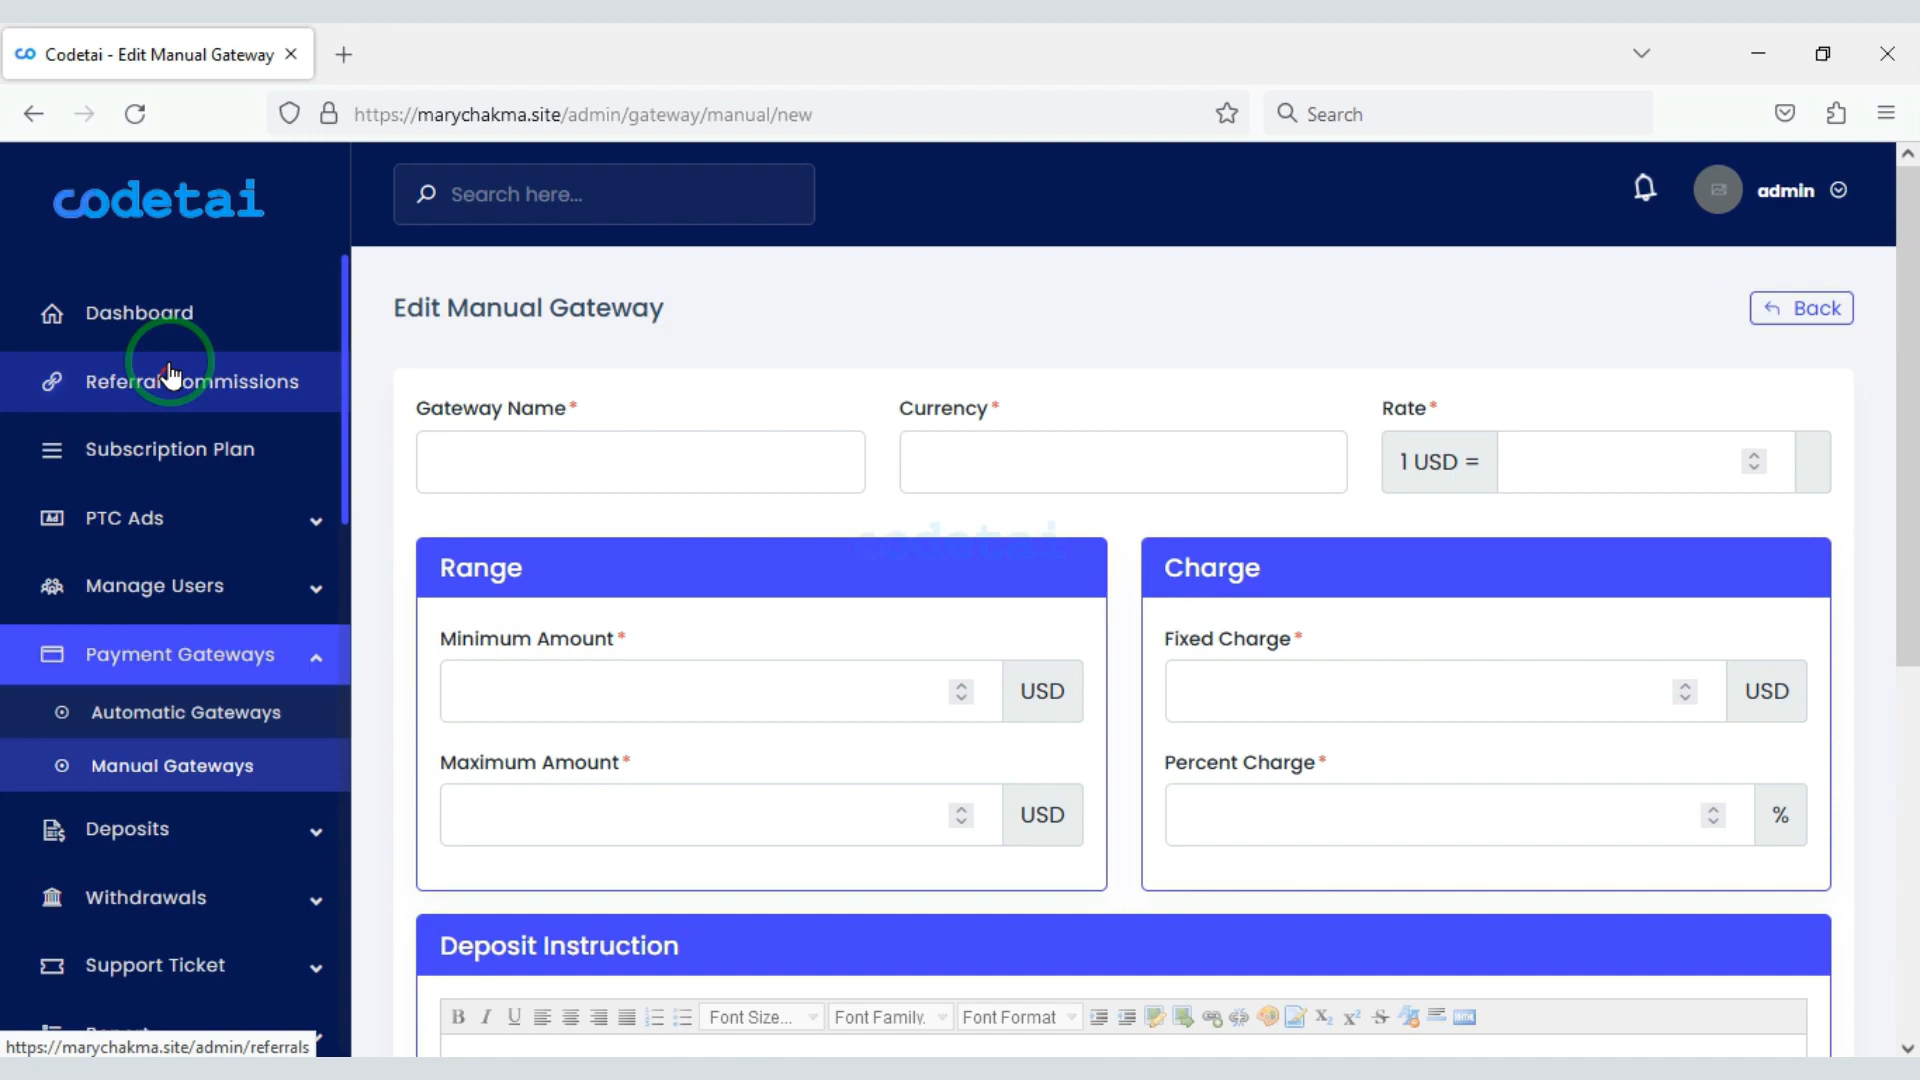 Codetai - Edit Manual Gateway
https://marychakma.site/admin/gateway/manual/new
Search
codetai
Search here...
admin
Dashboard
Referral Commissions
Subscription Plan
PTC Ads
Manage Users
Payment Gateways
Automatic Gateways
Manual Gateways
Deposits
Withdrawals
Support Ticket
https://marychakma.site/admin/referrals
Edit Manual Gateway
Back
Gateway Name*
Currency*
Rate*
1 USD =
codetai
Range
Minimum Amount*
USD
Maximum Amount*
USD
Charge
Fixed Charge*
USD
Percent Charge*
%
Deposit Instruction
Font Size...
Font Family.
Font Format